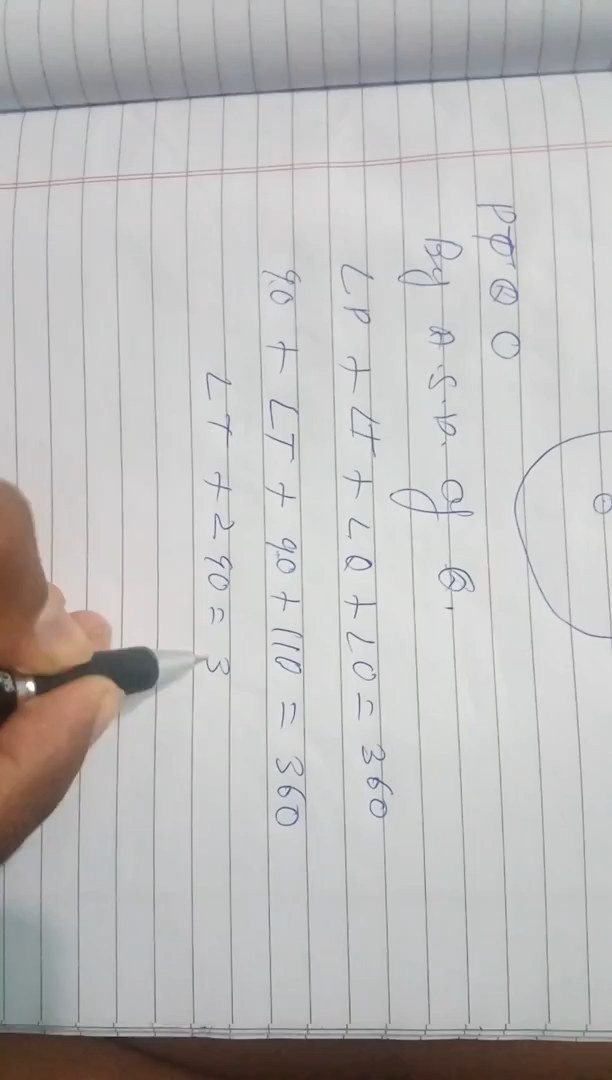 PTQO
By A.S.P. of Q.
∠P + ∠T + ∠Q + ∠O = 360
90 + ∠T + 90 + 110 = 360
∠T + 290 = 3
O